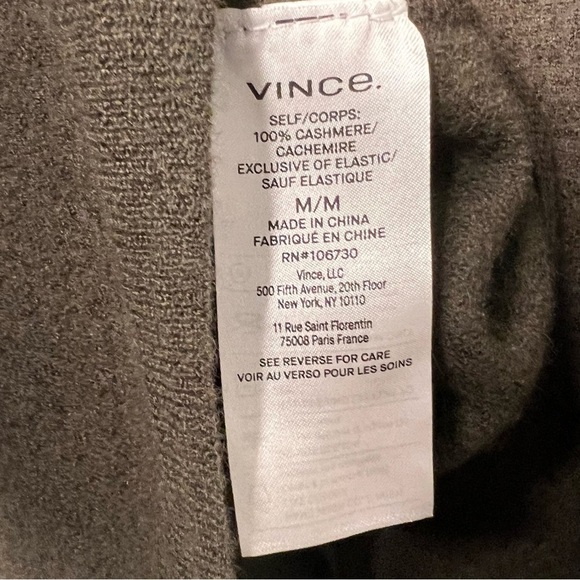 VINCE.
SELF/CORPS:
100% CASHMERE/
CACHEMIRE
EXCLUSIVE OF ELASTIC/
SAUF ELASTIQUE
M/M
MADE IN CHINA
FABRIQUÉ EN CHINE
RN#106730
Vince, LLC
500 Fifth Avenue, 20th Floor
New York, NY 10110
11 Rue Saint Florentin
75008 Paris France
SEE REVERSE FOR CARE
VOIR AU VERSO POUR LES SOINS